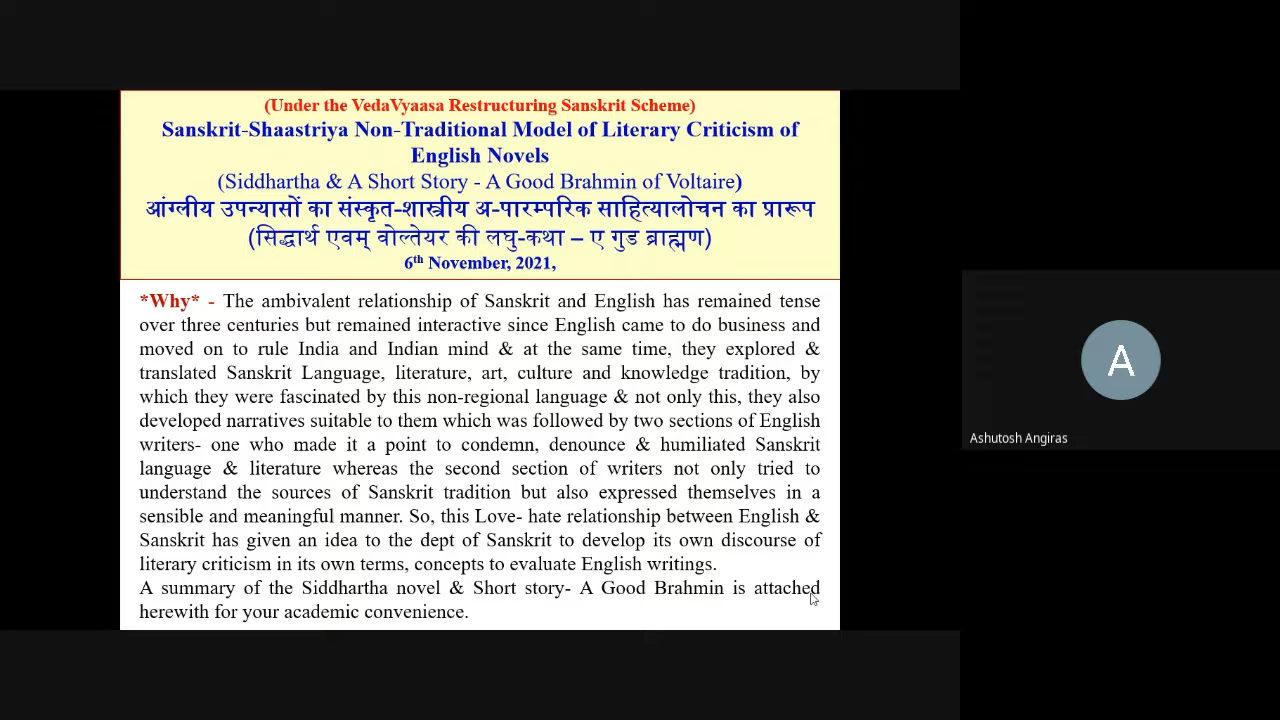 (Under the VedaVyaasa Restructuring Sanskrit Scheme)
Sanskrit-Shaastriya Non-Traditional Model of Literary Criticism of
English Novels
(Siddhartha & A Short Story - A Good Brahmin of Voltaire)
आंग्लीय उपन्यासों का संस्कृत-शास्त्रीय अ-पारम्परिक साहित्यालोचन का प्रारूप
(सिद्धार्थ एवम् वोल्तेयर की लघु-कथा – ए गुड ब्राह्मण)
6th November, 2021,
*Why* - The ambivalent relationship of Sanskrit and English has remained tense
over three centuries but remained interactive since English came to do business and
moved on to rule India and Indian mind & at the same time, they explored &
translated Sanskrit Language, literature, art, culture and knowledge tradition, by
which they were fascinated by this non-regional language & not only this, they also
developed narratives suitable to them which was followed by two sections of English
writers- one who made it a point to condemn, denounce & humiliated Sanskrit
language & literature whereas the second section of writers not only tried to
understand the sources of Sanskrit tradition but also expressed themselves in a
sensible and meaningful manner. So, this Love- hate relationship between English &
Sanskrit has given an idea to the dept of Sanskrit to develop its own discourse of
literary criticism in its own terms, concepts to evaluate English writings.
A summary of the Siddhartha novel & Short story- A Good Brahmin is attached
herewith for your academic convenience.
A
Ashutosh Angiras